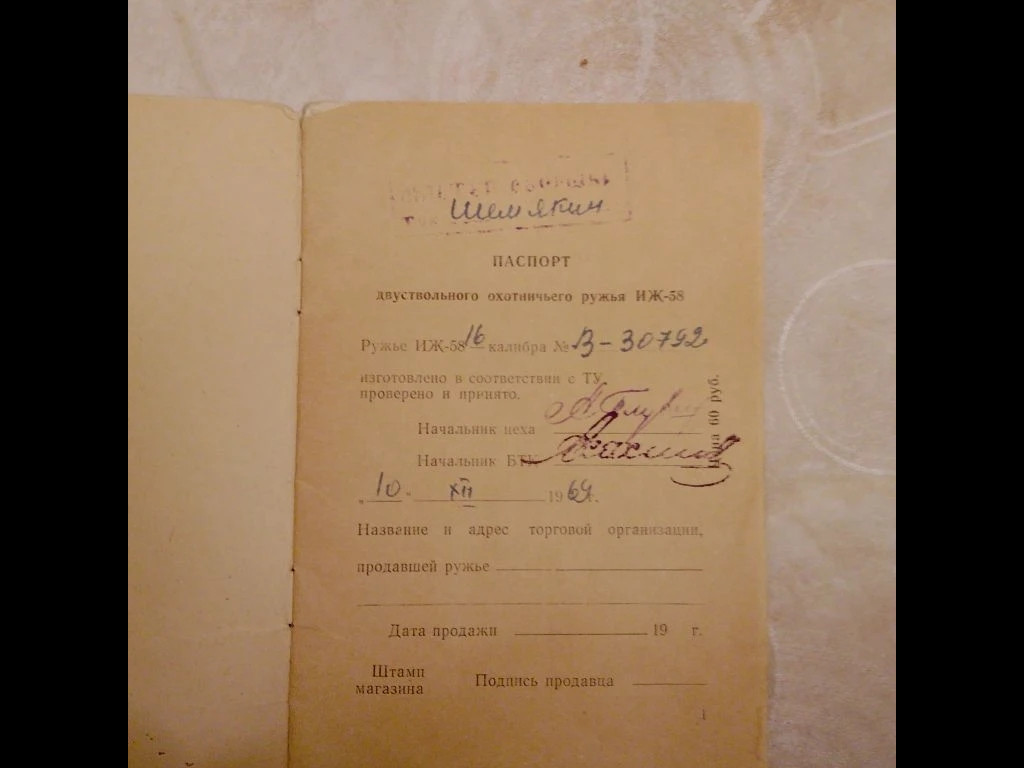 Шемякин
ПАСПОРТ
двуствольного охотничьего ружья ИЖ-58
Ружье ИЖ-58 16 калибра № В-30792
изготовлено в соответствии с ТУ,
проверено и принято.
Начальник цеха
Начальник БТК
Цена 60 руб.
„10“ XII 1964г.
Название и адрес торговой организации,
продавшей ружье
Дата продажи 19 г.
Штамп
магазина
Подпись продавца
1